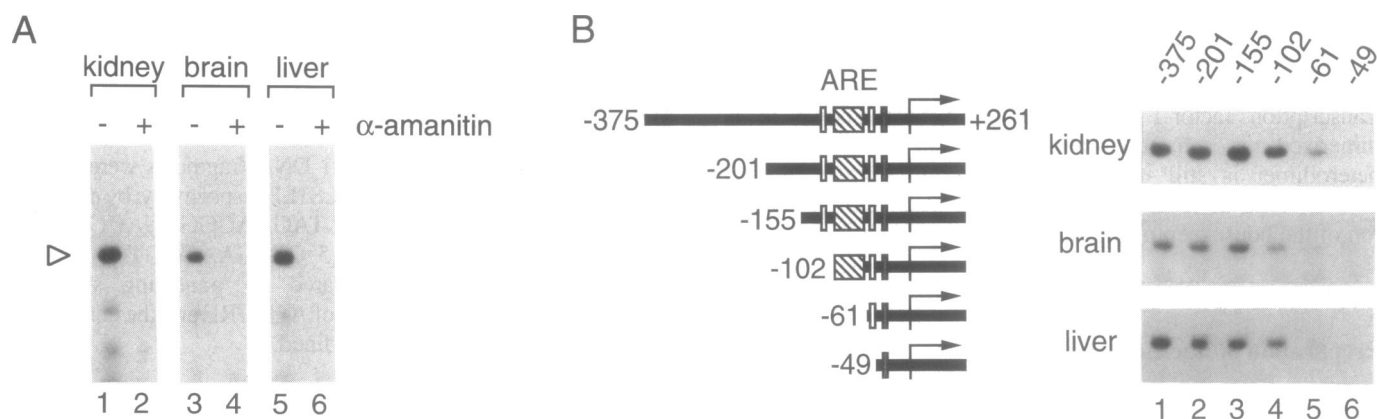 A
kidney brain liver
- + - + - + α-amanitin
1 2 3 4 5 6
B
ARE
-375 +261
-201
-155
-102
-61
-49
-375 -201 -155 -102 -61 -49
kidney
brain
liver
1 2 3 4 5 6